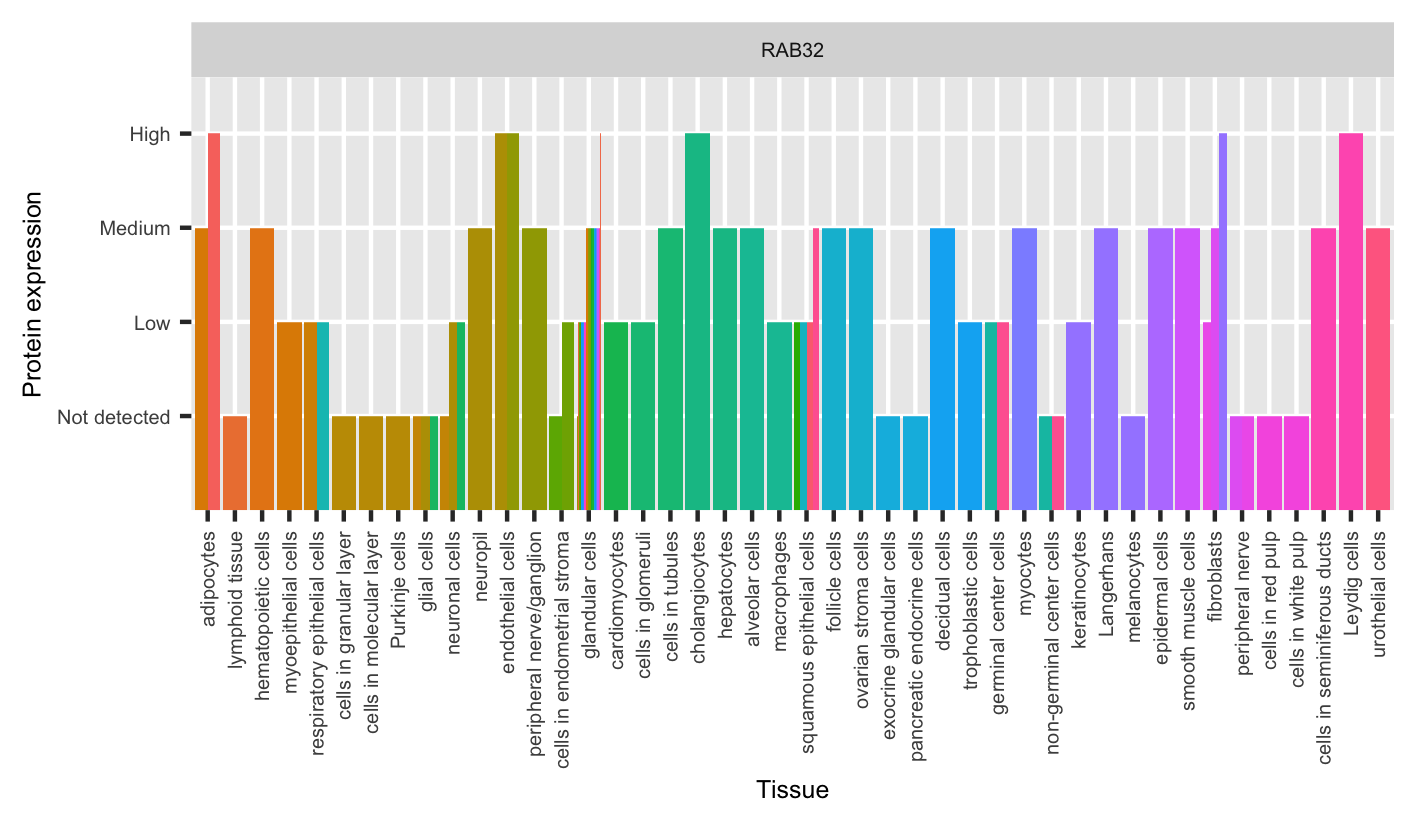 RAB32
High
Medium
Low
Not detected
Protein expression
adipocytes
lymphoid tissue
hematopoietic cells
myoepithelial cells
respiratory epithelial cells
cells in granular layer
cells in molecular layer
Purkinje cells
glial cells
neuronal cells
neuropil
endothelial cells
peripheral nerve/ganglion
cells in endometrial stroma
glandular cells
cardiomyocytes
cells in glomeruli
cells in tubules
cholangiocytes
hepatocytes
alveolar cells
macrophages
squamous epithelial cells
follicle cells
ovarian stroma cells
exocrine glandular cells
pancreatic endocrine cells
decidual cells
trophoblastic cells
germinal center cells
myocytes
non-germinal center cells
keratinocytes
Langerhans
melanocytes
epidermal cells
smooth muscle cells
fibroblasts
peripheral nerve
cells in red pulp
cells in white pulp
cells in seminiferous ducts
Leydig cells
urothelial cells
Tissue